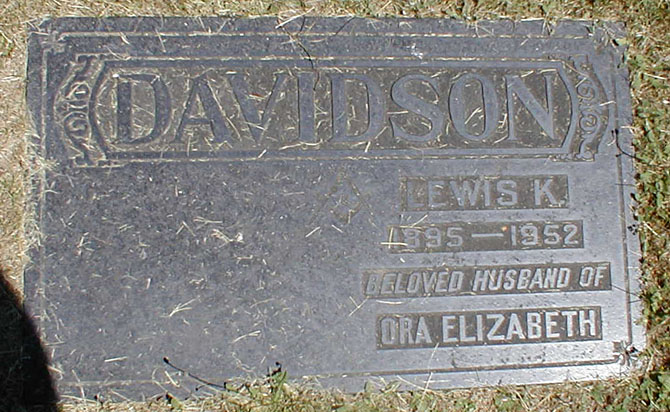 DAVIDSON
LEWIS K.
1895—1952
BELOVED HUSBAND OF
ORA ELIZABETH